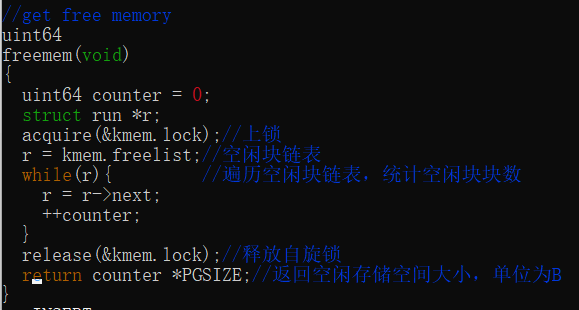 //get free memory
uint64
freemem(void)
{
  uint64 counter = 0;
  struct run *r;
  acquire(&kmem.lock);//上锁
  r = kmem.freelist;//空闲块链表
  while(r){        //遍历空闲块链表，统计空闲块块数
    r = r->next;
    ++counter;
  }
  release(&kmem.lock);//释放自旋锁
  return counter *PGSIZE;//返回空闲存储空间大小，单位为B
}